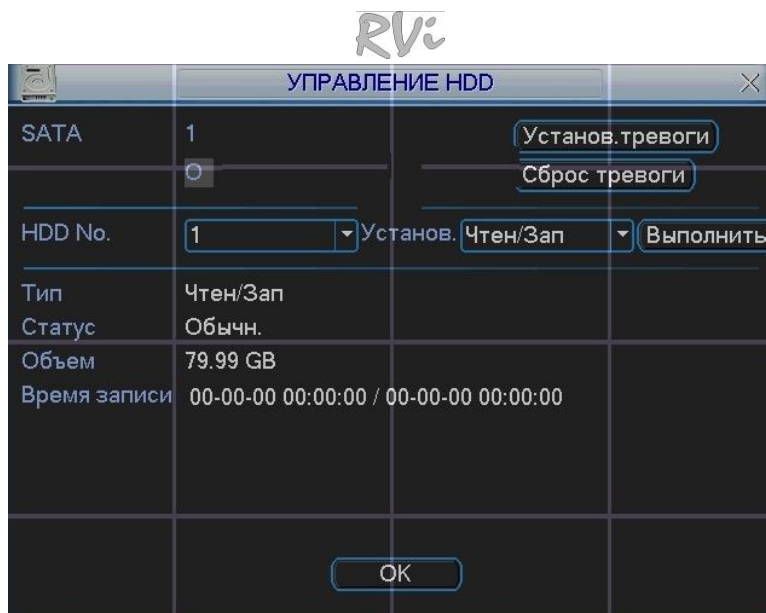 RVi
УПРАВЛЕНИЕ HDD
SATA 1 Установ.тревоги
O Сброс тревоги
HDD No. 1 Установ. Чтен/Зап Выполнить
Тип Чтен/Зап
Статус Обычн.
Объем 79.99 GB
Время записи 00-00-00 00:00:00 / 00-00-00 00:00:00
OK